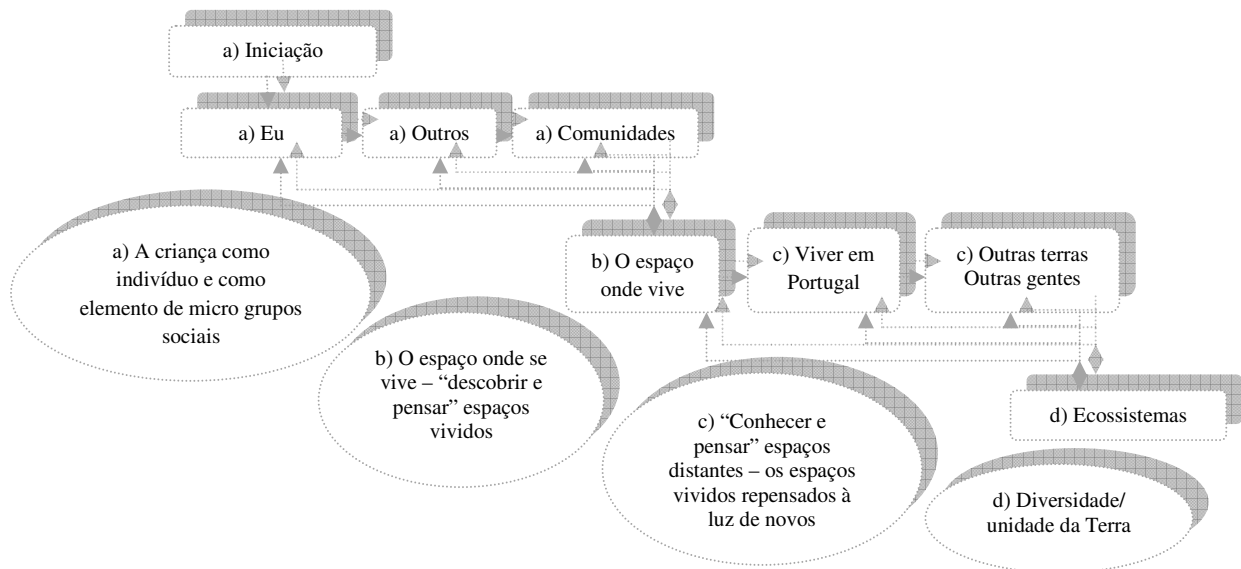 a) Iniciação
a) Eu
a) Outros
a) Comunidades
a) A criança como
indivíduo e como
elemento de micro grupos
sociais
b) O espaço
onde vive
c) Viver em
Portugal
c) Outras terras
Outras gentes
b) O espaço onde se
vive – “descobrir e
pensar” espaços
vividos
c) “Conhecer e
pensar” espaços
distantes – os espaços
vividos repensados à
luz de novos
d) Ecossistemas
d) Diversidade/
unidade da Terra